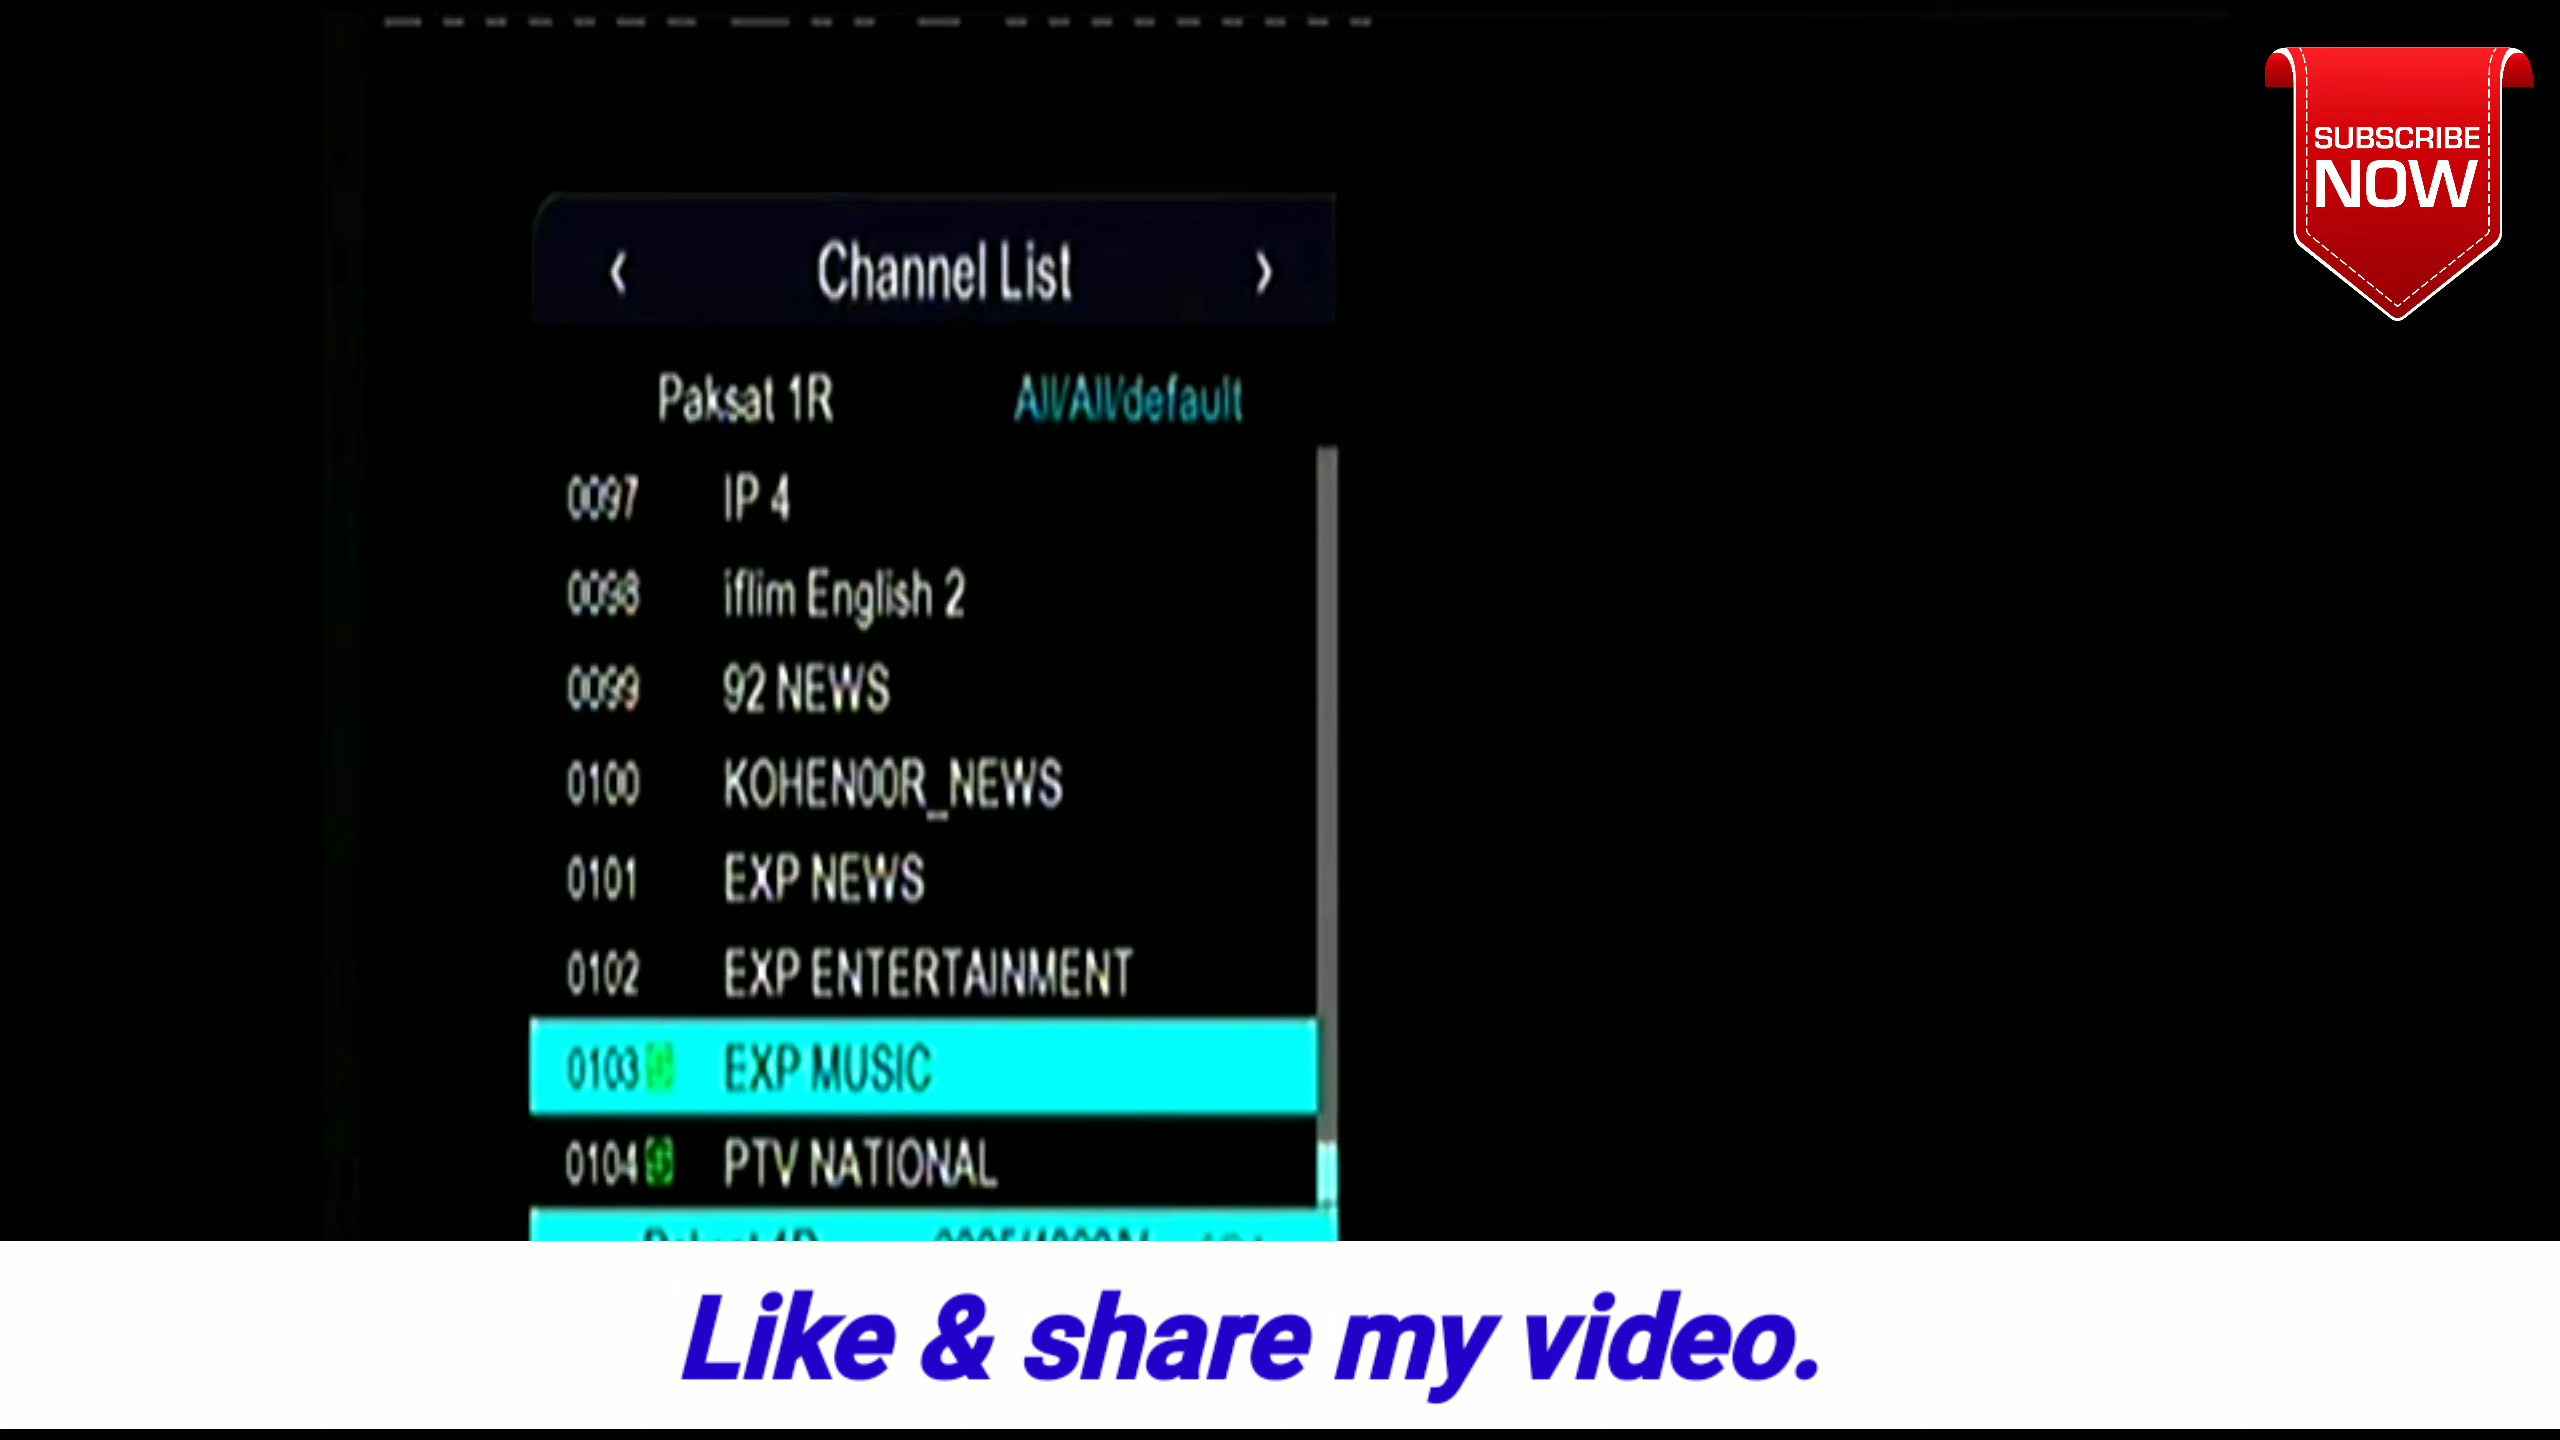 SUBSCRIBE
NOW
‹ Channel List ›
Paksat 1R All/All/default
0097 IP 4
0098 iflim English 2
0099 92 NEWS
0100 KOHEN00R_NEWS
0101 EXP NEWS
0102 EXP ENTERTAINMENT
0103 EXP MUSIC
0104 PTV NATIONAL
Like & share my video.